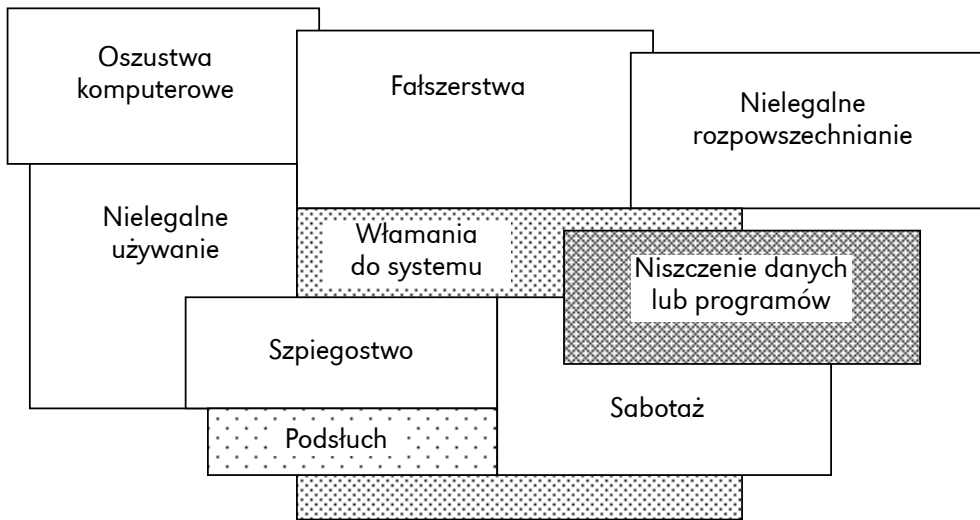 Oszustwa
komputerowe
Fałszerstwa
Nielegalne
rozpowszechnianie
Nielegalne
używanie
Włamania
do systemu
Niszczenie danych
lub programów
Szpiegostwo
Sabotaż
Podsłuch